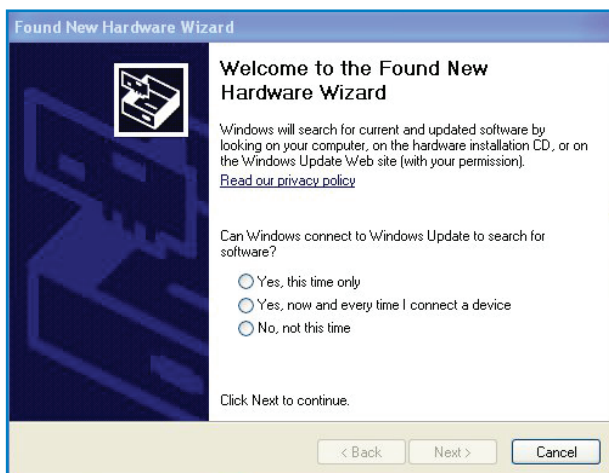 Found New Hardware Wizard
Welcome to the Found New
Hardware Wizard
Windows will search for current and updated software by
looking on your computer, on the hardware installation CD, or on
the Windows Update Web site (with your permission).
Read our privacy policy
Can Windows connect to Windows Update to search for
software?
Yes, this time only
Yes, now and every time I connect a device
No, not this time
Click Next to continue.
< Back Next > Cancel